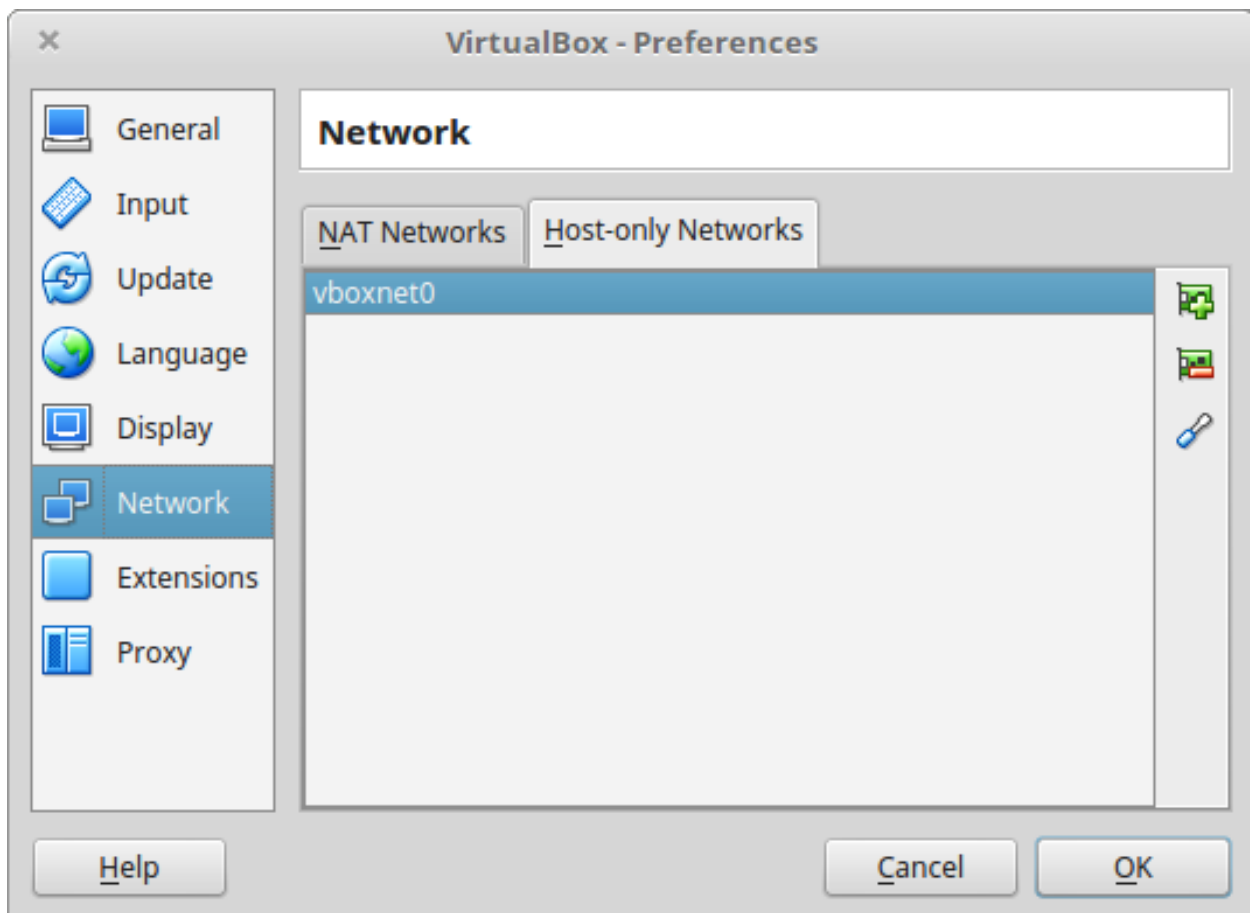 VirtualBox - Preferences
General
Input
Update
Language
Display
Network
Extensions
Proxy
Network
NAT Networks
Host-only Networks
vboxnet0
Help
Cancel
OK